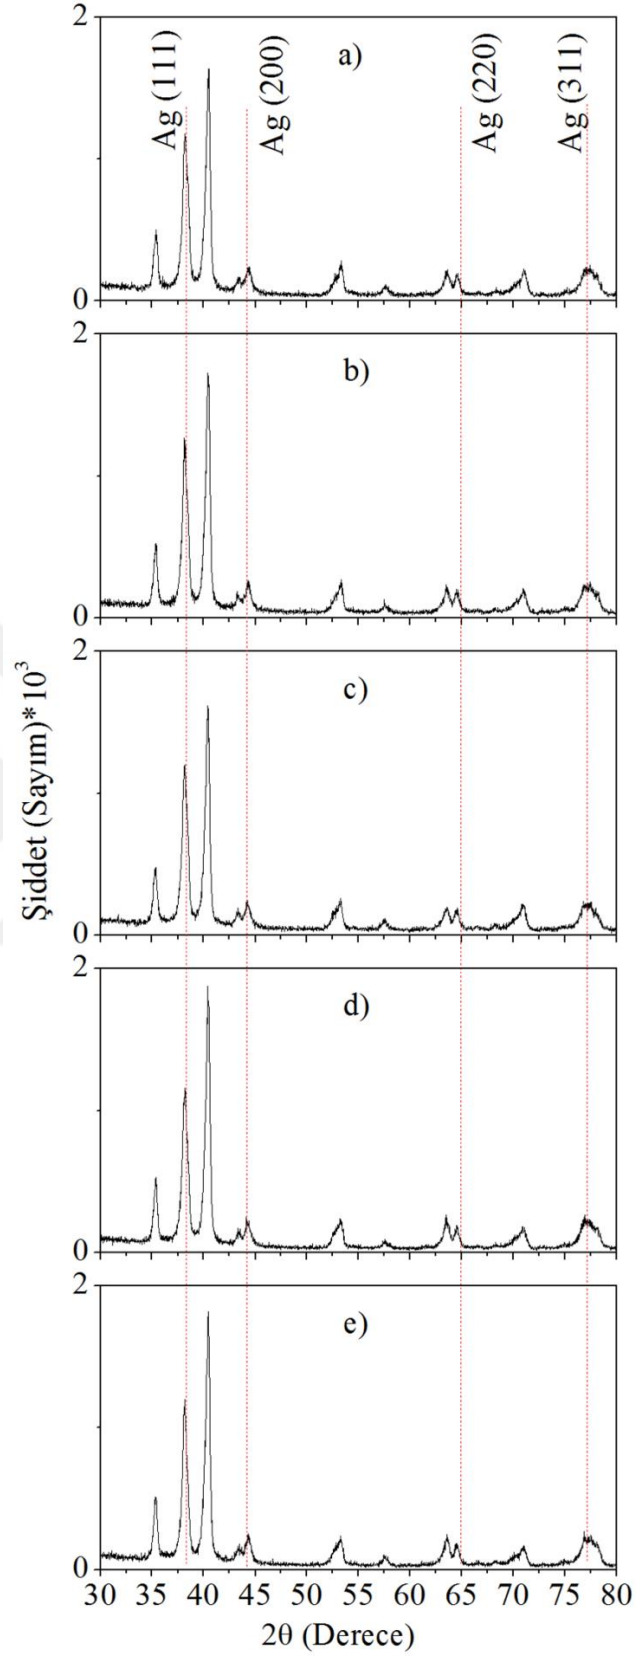 Ag (111)
Ag (200)
a)
Ag (220)
Ag (311)
2
0
b)
2
0
c)
2
0
d)
2
0
e)
2
0
Şiddet (Sayım)*10³
30 35 40 45 50 55 60 65 70 75 80
2θ (Derece)